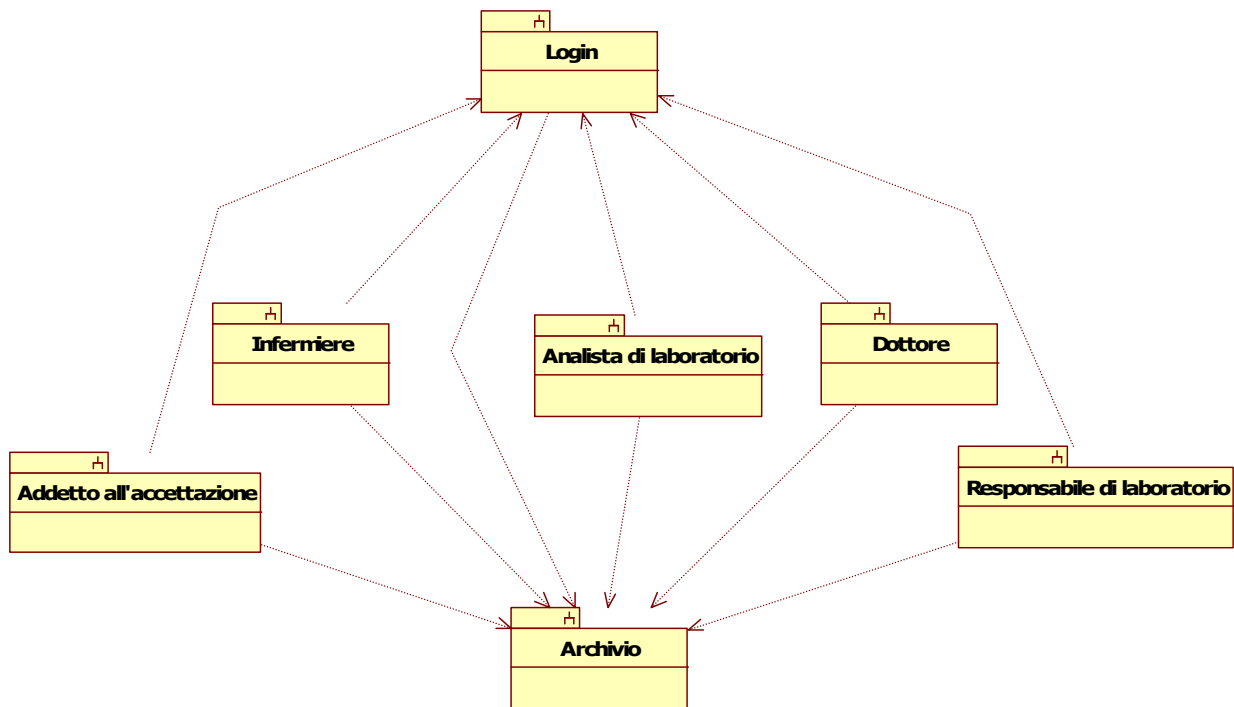 Login
Infermiere
Analista di laboratorio
Dottore
Addetto all'accettazione
Responsabile di laboratorio
Archivio